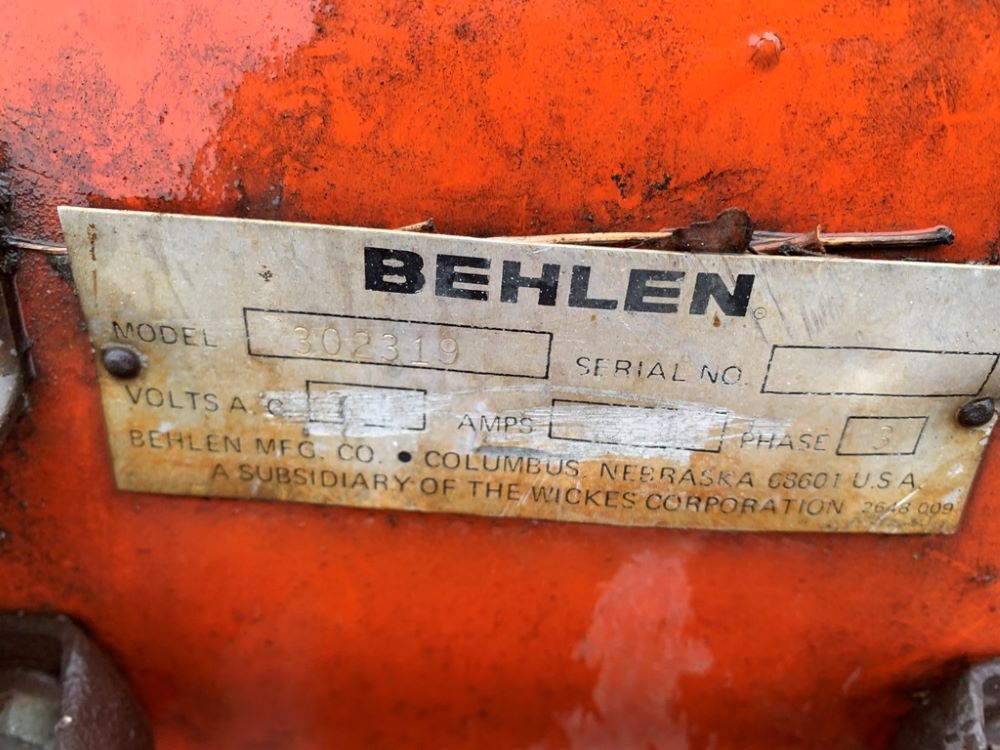 BEHLEN
MODEL 302319 SERIAL NO.
VOLTS A. C AMPS PHASE 3
BEHLEN MFG. CO. • COLUMBUS, NEBRASKA 68601 U.S.A.
A SUBSIDIARY OF THE WICKES CORPORATION 2648 009